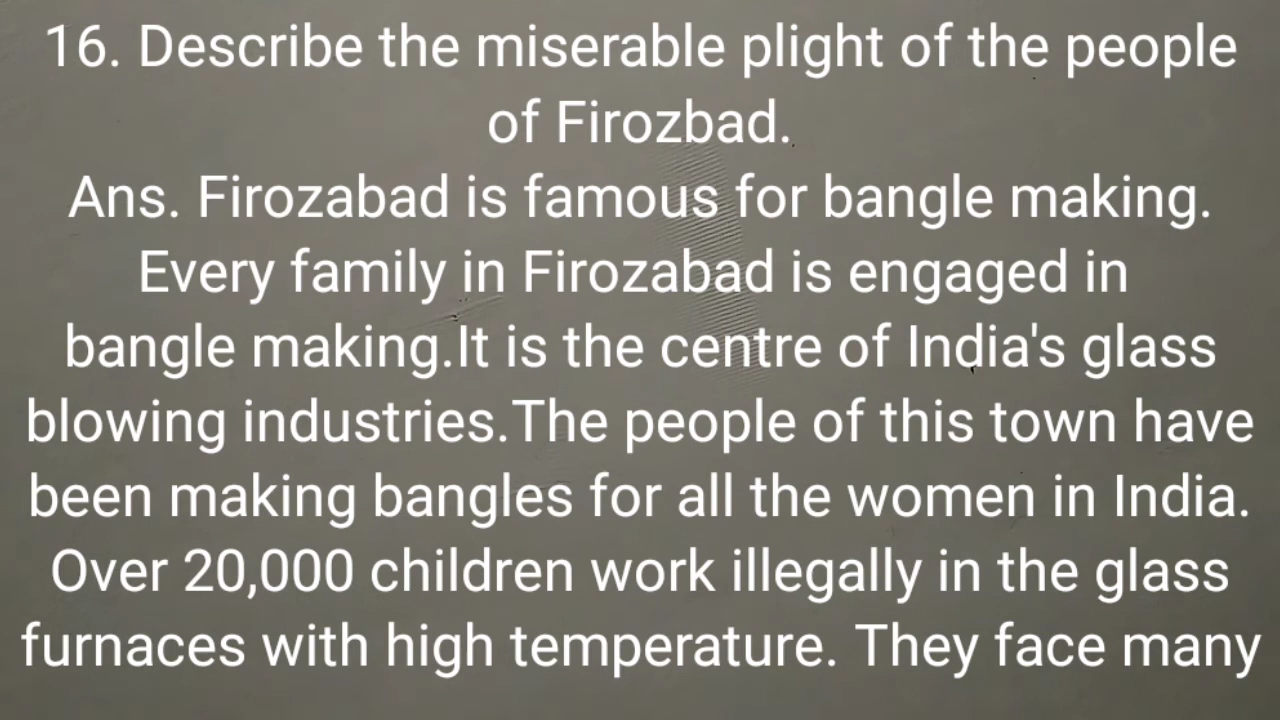 16. Describe the miserable plight of the people
of Firozbad.
Ans. Firozabad is famous for bangle making.
Every family in Firozabad is engaged in
bangle making.It is the centre of India's glass
blowing industries.The people of this town have
been making bangles for all the women in India.
Over 20,000 children work illegally in the glass
furnaces with high temperature. They face many